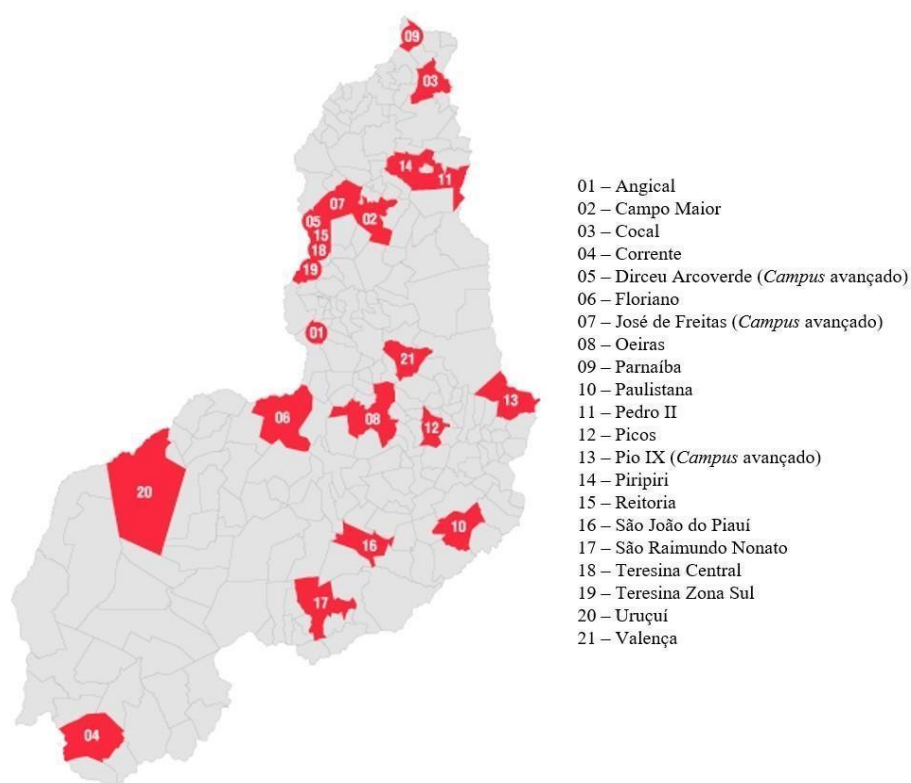 09
03
14
11
07
02
05
15
18
19
01
21
13
06
08
12
20
10
16
17
04
01 – Angical
02 – Campo Maior
03 – Cocal
04 – Corrente
05 – Dirceu Arcoverde (Campus avançado)
06 – Floriano
07 – José de Freitas (Campus avançado)
08 – Oeiras
09 – Parnaíba
10 – Paulistana
11 – Pedro II
12 – Picos
13 – Pio IX (Campus avançado)
14 – Piripiri
15 – Reitoria
16 – São João do Piauí
17 – São Raimundo Nonato
18 – Teresina Central
19 – Teresina Zona Sul
20 – Uruçuí
21 – Valença